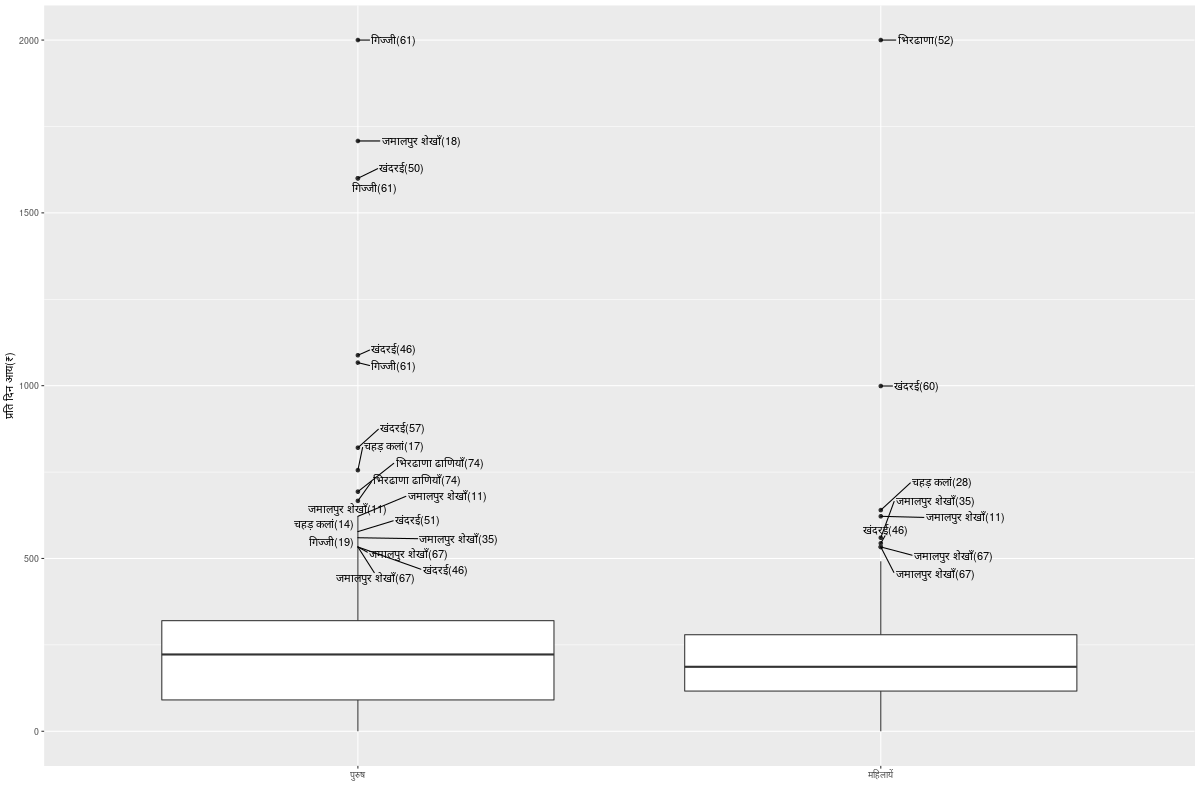 प्रति दिन आय(₹)
2000
1500
1000
500
0
गिज्जी(61)
जमालपुर शेखाँ(18)
खंदरई(50)
गिज्जी(61)
खंदरई(46)
गिज्जी(61)
खंदरई(57)
चहड़ कलां(17)
भिरढाणा ढाणियाँ(74)
भिरढाणा ढाणियाँ(74)
जमालपुर शेखाँ(11)
जमालपुर शेखाँ(11)
खंदरई(51)
चहड़ कलां(14)
जमालपुर शेखाँ(35)
गिज्जी(19)
जमालपुर शेखाँ(67)
खंदरई(46)
जमालपुर शेखाँ(67)
भिरढाणा(52)
खंदरई(60)
चहड़ कलां(28)
जमालपुर शेखाँ(35)
जमालपुर शेखाँ(11)
खंदरई(46)
जमालपुर शेखाँ(67)
जमालपुर शेखाँ(67)
पुरुष
महिलायें